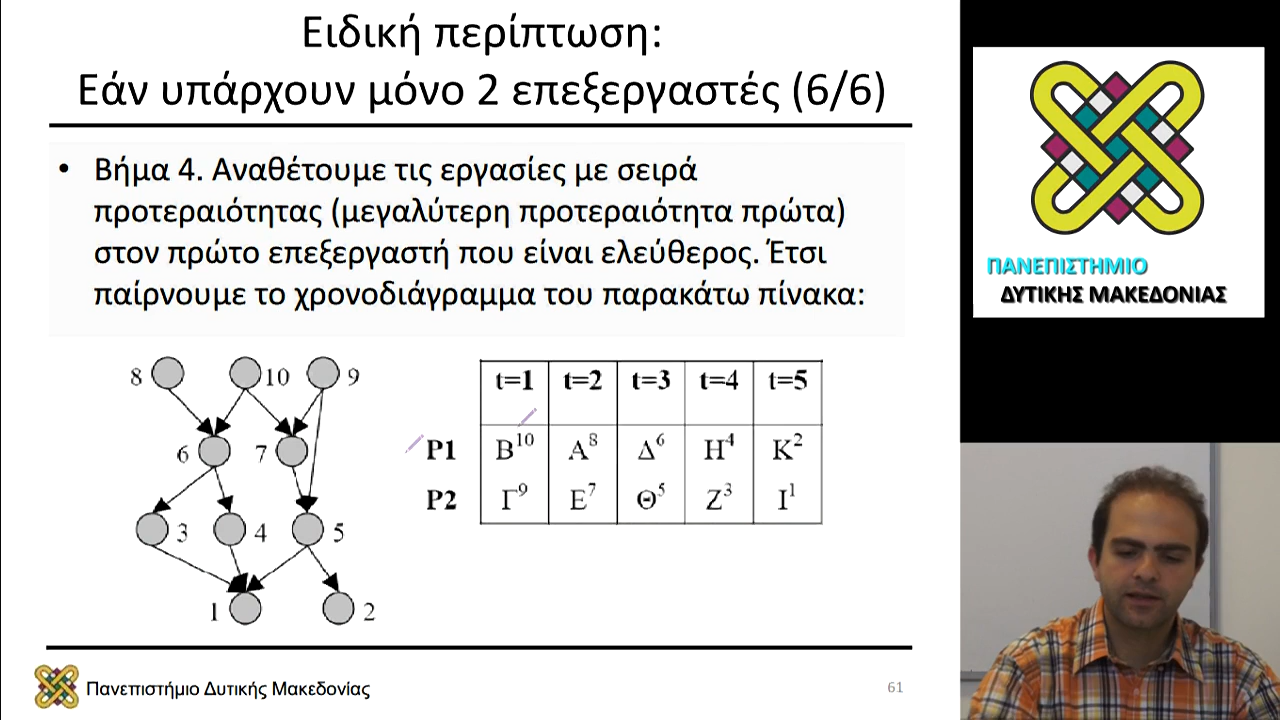 Ειδική περίπτωση:
Εάν υπάρχουν μόνο 2 επεξεργαστές (6/6)
• Βήμα 4. Αναθέτουμε τις εργασίες με σειρά
προτεραιότητας (μεγαλύτερη προτεραιότητα πρώτα)
στον πρώτο επεξεργαστή που είναι ελεύθερος. Έτσι
παίρνουμε το χρονοδιάγραμμα του παρακάτω πίνακα:
8 10 9
6 7
3 4 5
1 2
t=1 t=2 t=3 t=4 t=5
P1 B¹⁰ A⁸ Δ⁶ H⁴ K²
P2 Γ⁹ E⁷ Θ⁵ Z³ I¹
Πανεπιστήμιο Δυτικής Μακεδονίας
61
ΠΑΝΕΠΙΣΤΗΜΙΟ
ΔΥΤΙΚΗΣ ΜΑΚΕΔΟΝΙΑΣ